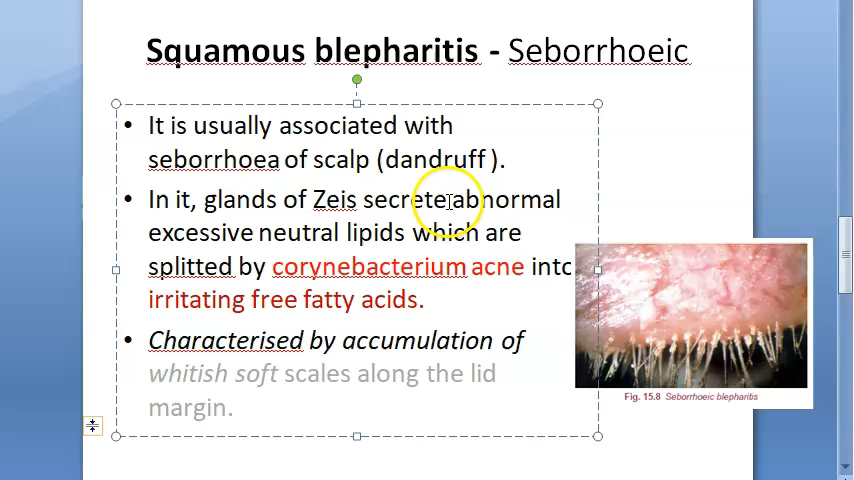 Squamous blepharitis - Seborrhoeic
• It is usually associated with
seborrhoea of scalp (dandruff ).
• In it, glands of Zeis secrete abnormal
excessive neutral lipids which are
splitted by corynebacterium acne into
irritating free fatty acids.
• Characterised by accumulation of
whitish soft scales along the lid
margin.
Fig. 15.8 Seborrhoeic blepharitis